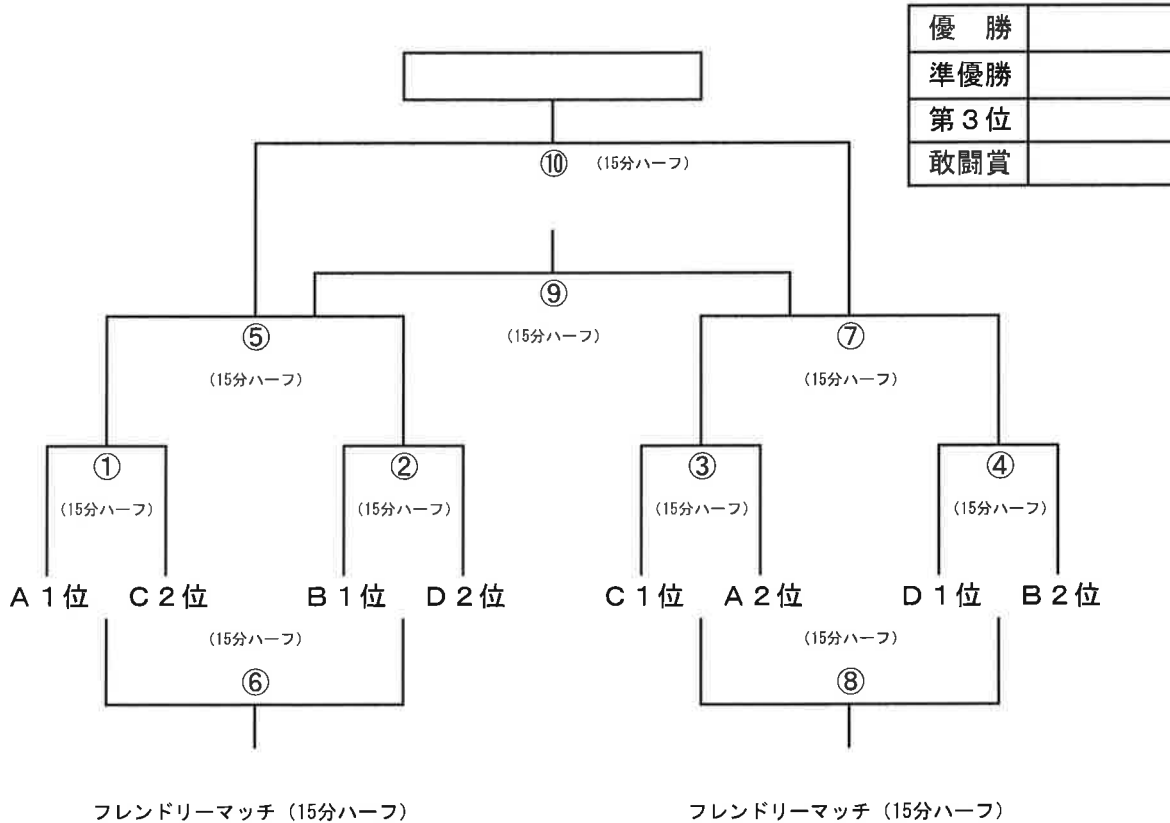 優　勝
準優勝
第３位
敢闘賞
⑩ （15分ハーフ）
⑨
（15分ハーフ）
⑤ ⑦
（15分ハーフ） （15分ハーフ）
① ② ③ ④
（15分ハーフ） （15分ハーフ） （15分ハーフ） （15分ハーフ）
Ａ１位 Ｃ２位 Ｂ１位 Ｄ２位 Ｃ１位 Ａ２位 Ｄ１位 Ｂ２位
（15分ハーフ） （15分ハーフ）
⑥ ⑧
フレンドリーマッチ（15分ハーフ） フレンドリーマッチ（15分ハーフ）